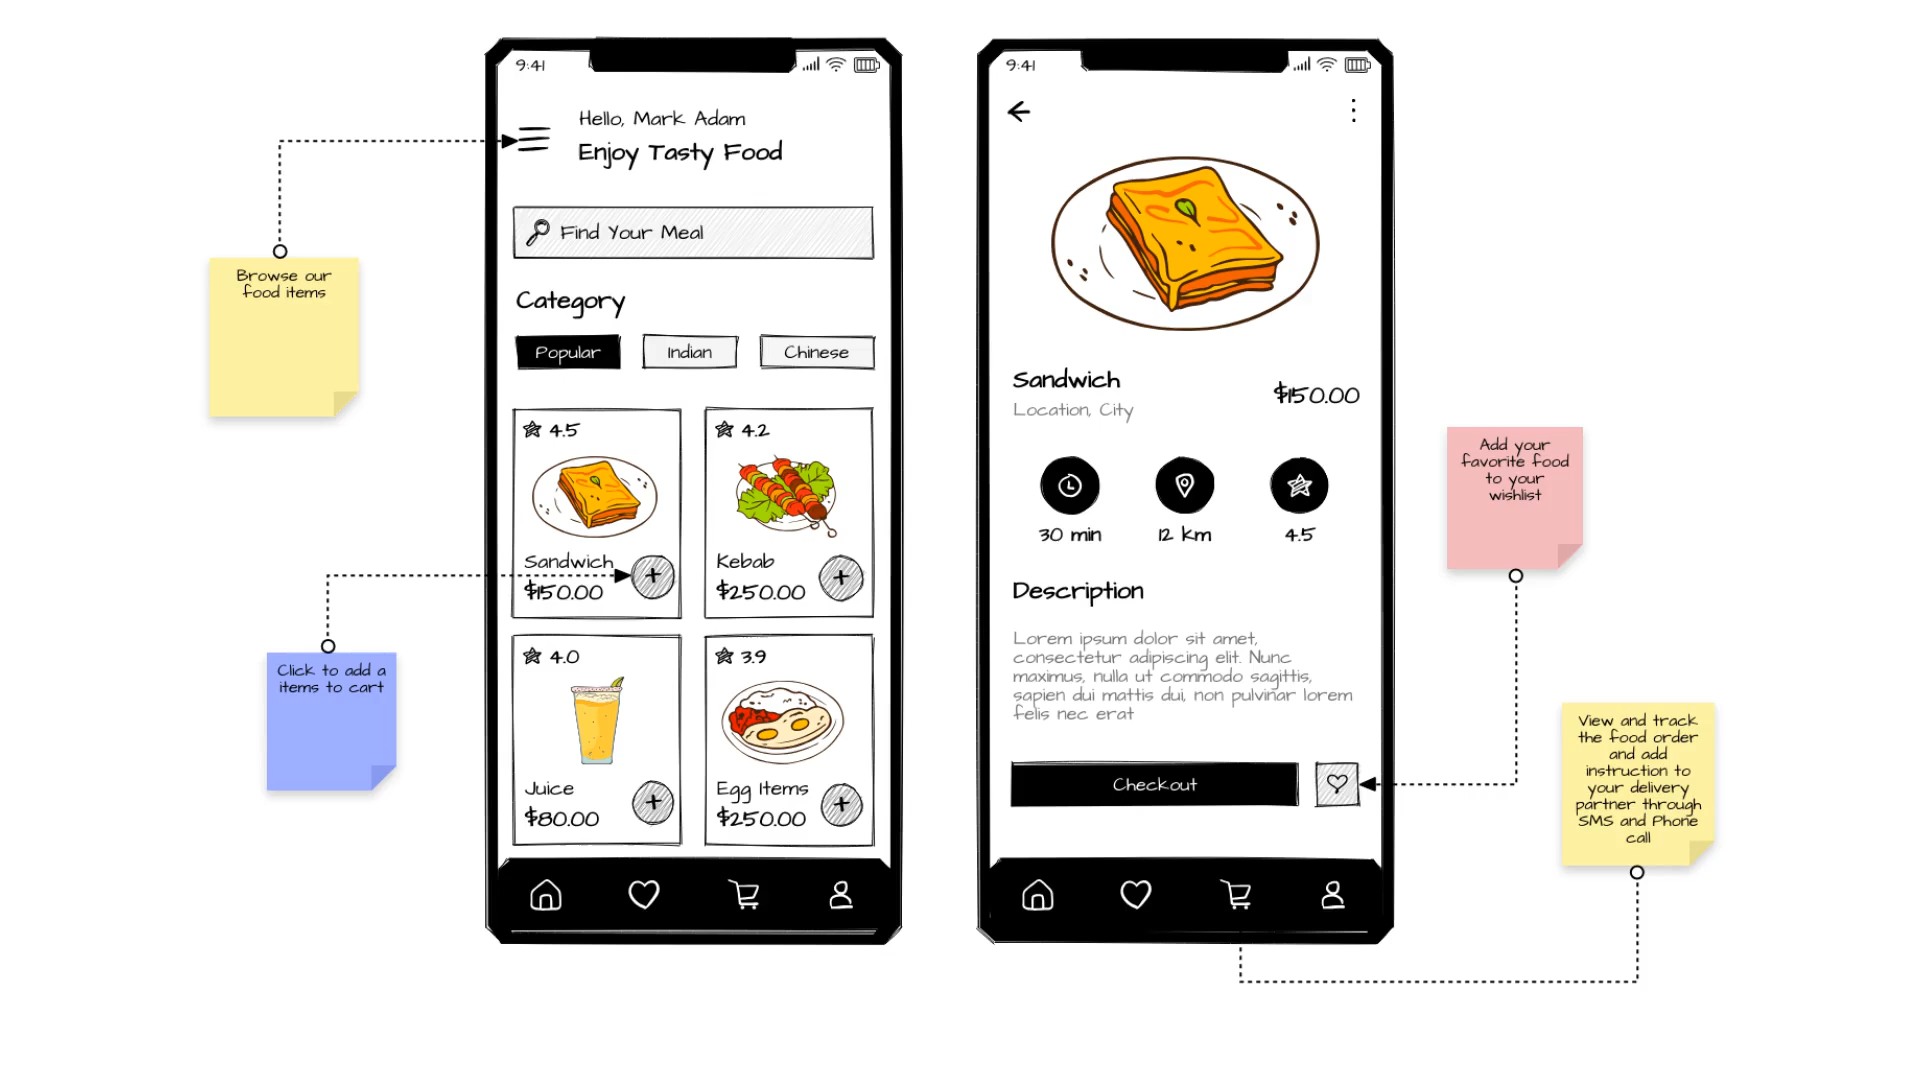 Browse our
food items
Click to add a
items to cart
9:41
Hello, Mark Adam
Enjoy Tasty Food
Find Your Meal
Category
Popular
Indian
Chinese
4.5
Sandwich
$150.00
4.2
Kebab
$250.00
4.0
Juice
$80.00
3.9
Egg Items
$250.00
9:41
Sandwich
Location, City
$150.00
30 min
12 km
4.5
Description
Lorem ipsum dolor sit amet,
consectetur adipiscing elit. Nunc
maximus, nulla ut commodo sagittis,
sapien dui mattis dui, non pulvinar lorem
felis nec erat
Checkout
Add your
favorite food
to your
wishlist
View and track
the food order
and add
instruction to
your delivery
partner through
SMS and Phone
call